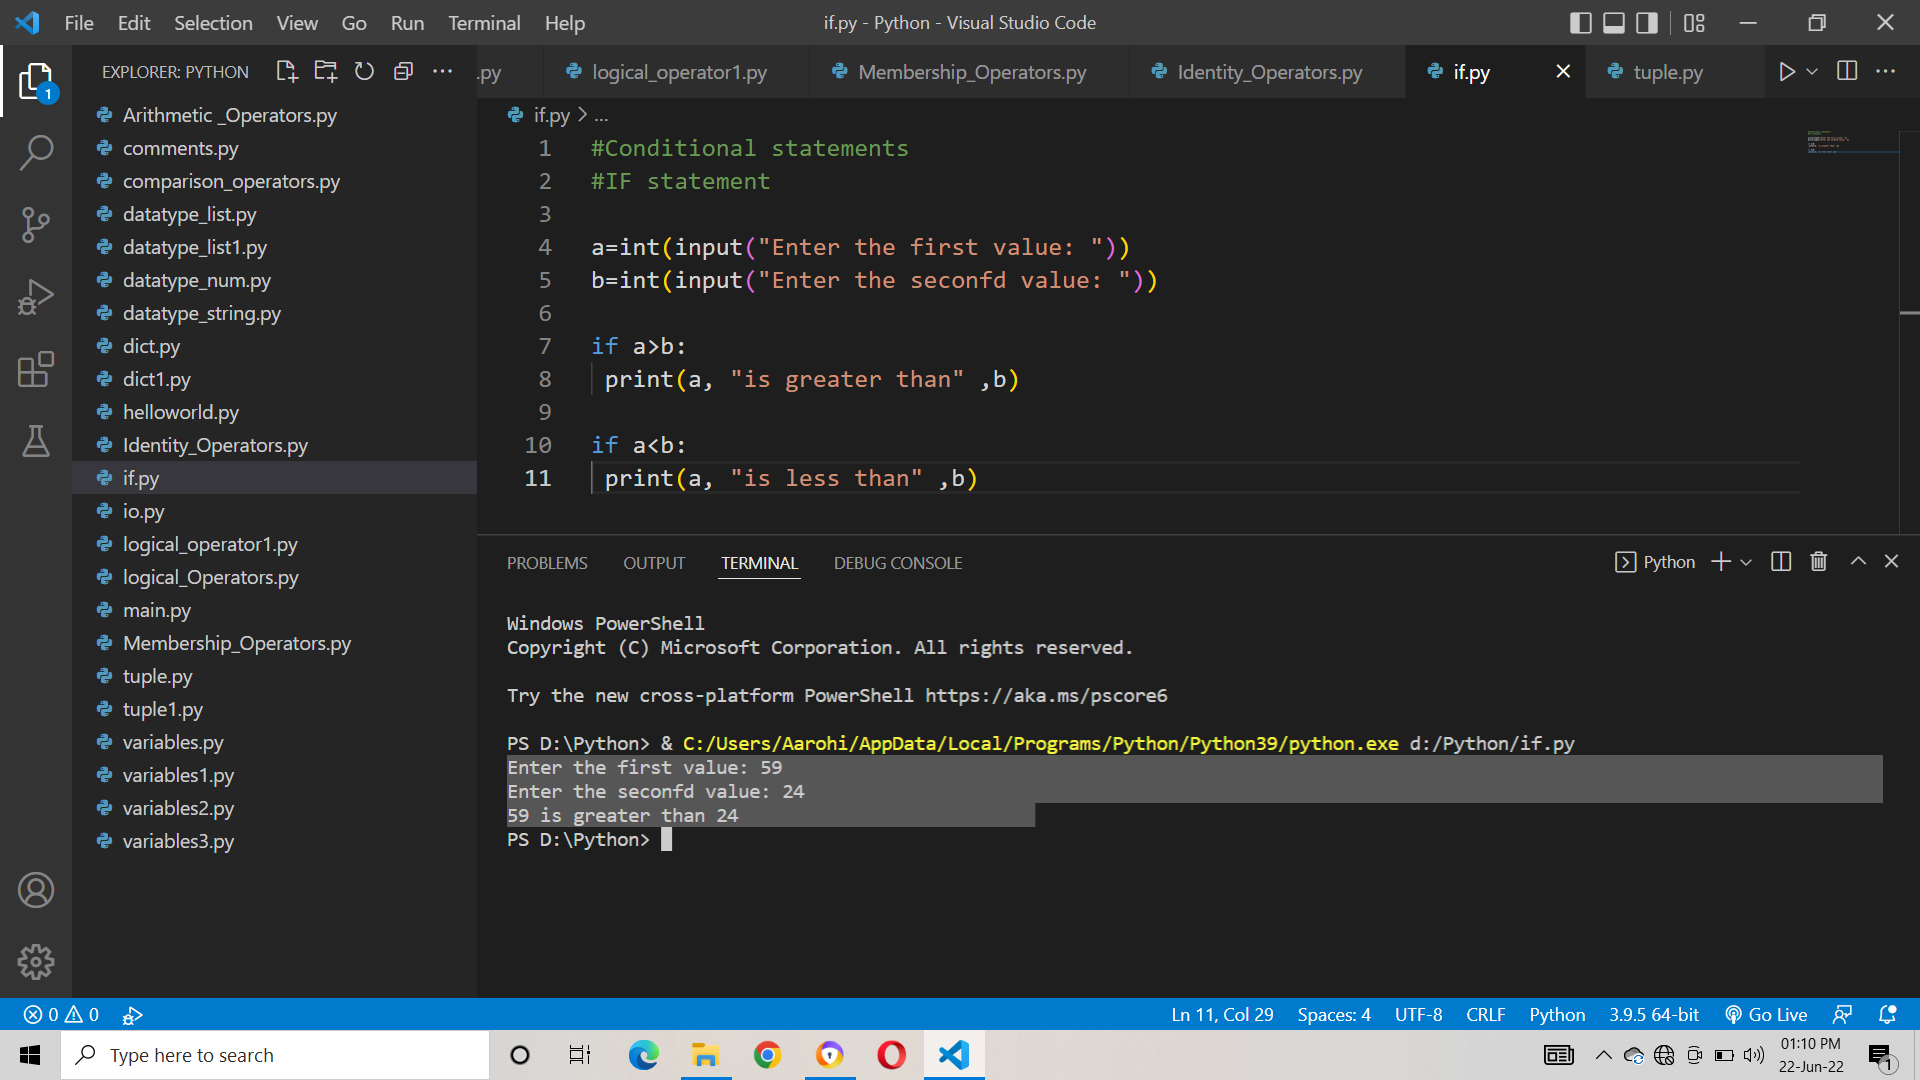 File Edit Selection View Go Run Terminal Help
if.py - Python - Visual Studio Code
EXPLORER: PYTHON
.py
logical_operator1.py
Membership_Operators.py
Identity_Operators.py
if.py
tuple.py
1
Arithmetic _Operators.py
comments.py
comparison_operators.py
datatype_list.py
datatype_list1.py
datatype_num.py
datatype_string.py
dict.py
dict1.py
helloworld.py
Identity_Operators.py
if.py
io.py
logical_operator1.py
logical_Operators.py
main.py
Membership_Operators.py
tuple.py
tuple1.py
variables.py
variables1.py
variables2.py
variables3.py
if.py > ...
1 #Conditional statements
2 #IF statement
3
4 a=int(input("Enter the first value: "))
5 b=int(input("Enter the seconfd value: "))
6
7 if a>b:
8 print(a, "is greater than" ,b)
9
10 if a<b:
11 print(a, "is less than" ,b)
PROBLEMS OUTPUT TERMINAL DEBUG CONSOLE
Python
Windows PowerShell
Copyright (C) Microsoft Corporation. All rights reserved.
Try the new cross-platform PowerShell https://aka.ms/pscore6
PS D:\Python> & C:/Users/Aarohi/AppData/Local/Programs/Python/Python39/python.exe d:/Python/if.py
Enter the first value: 59
Enter the seconfd value: 24
59 is greater than 24
PS D:\Python>
0 0
Ln 11, Col 29 Spaces: 4 UTF-8 CRLF Python 3.9.5 64-bit Go Live
Type here to search
01:10 PM
22-Jun-22
1